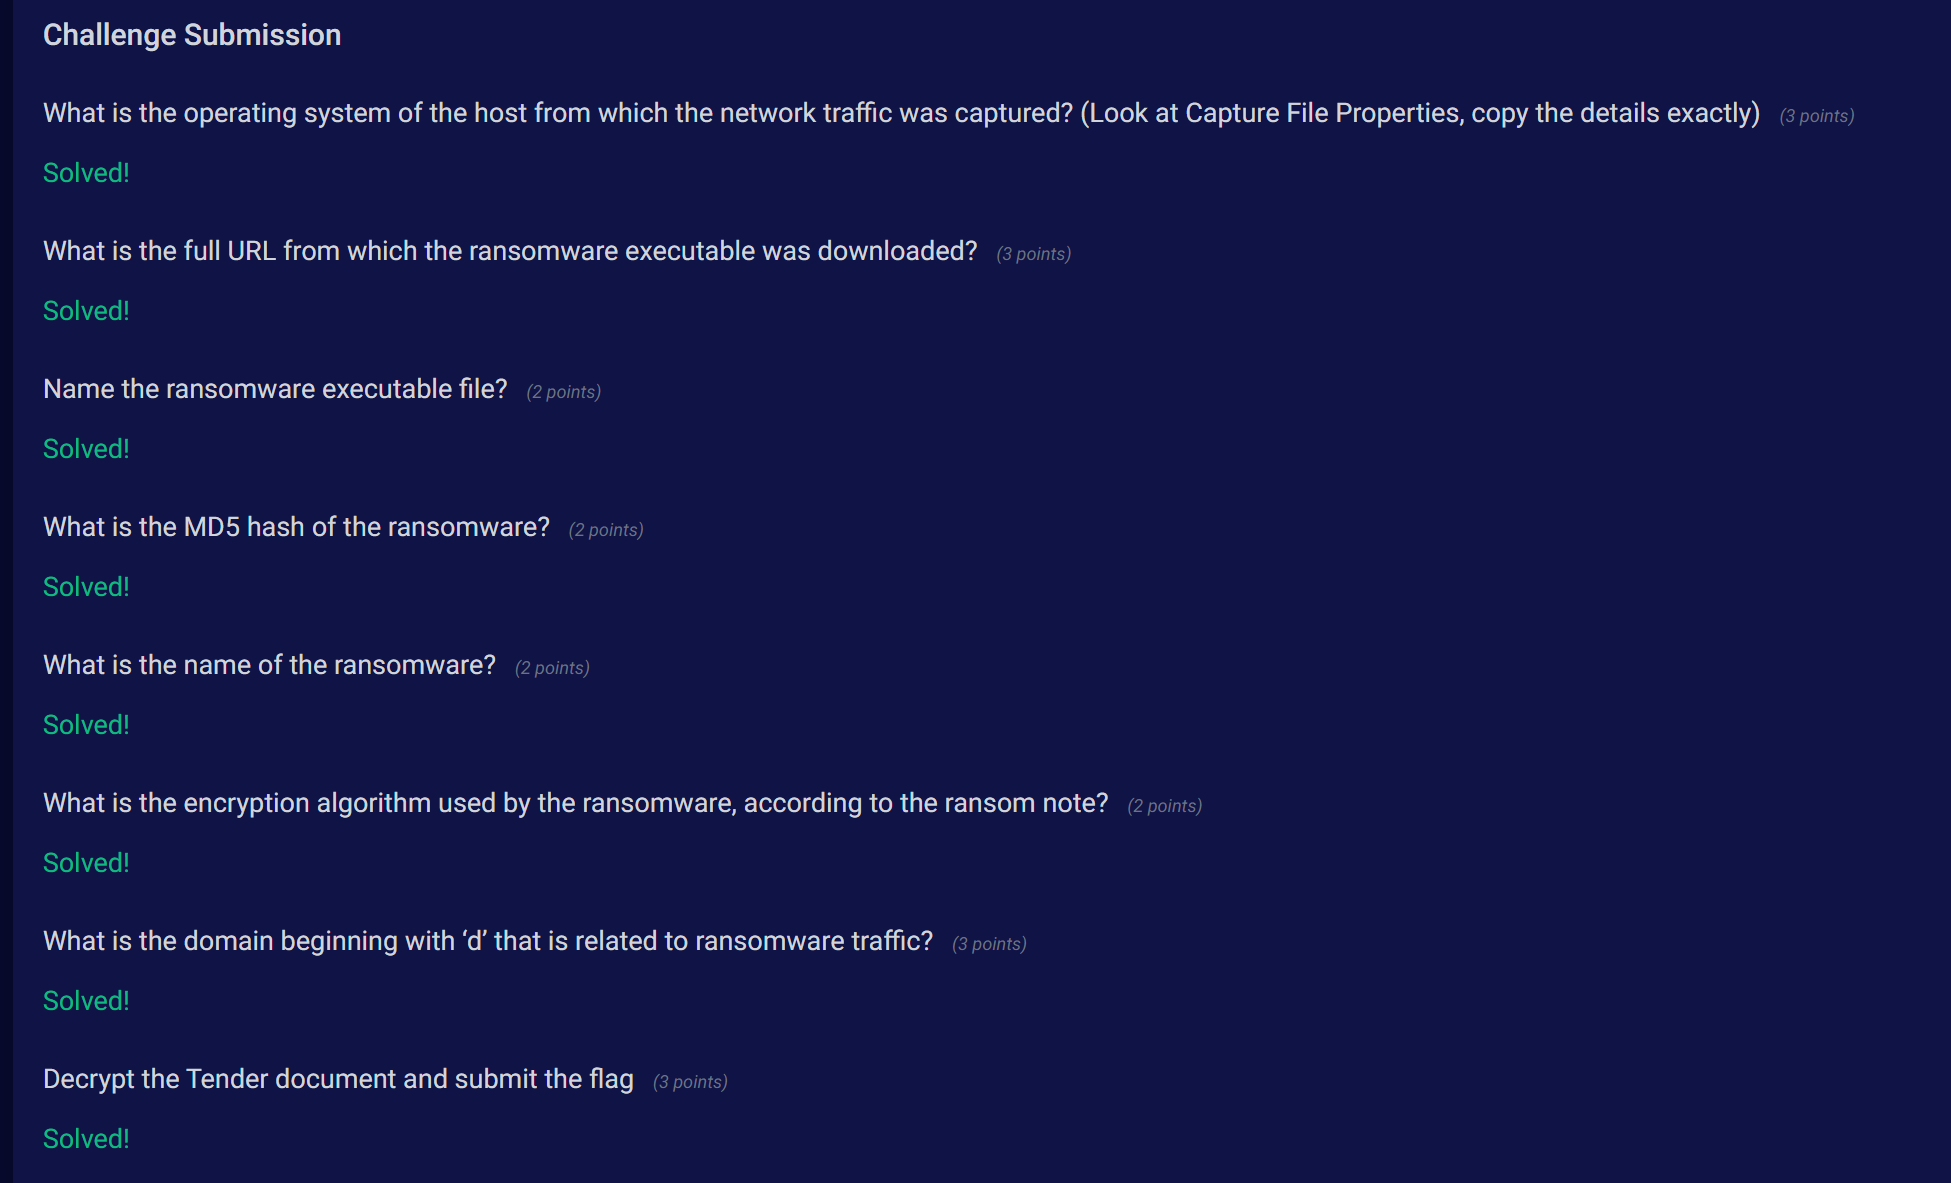 Challenge Submission
What is the operating system of the host from which the network traffic was captured? (Look at Capture File Properties, copy the details exactly) (3 points)
Solved!
What is the full URL from which the ransomware executable was downloaded? (3 points)
Solved!
Name the ransomware executable file? (2 points)
Solved!
What is the MD5 hash of the ransomware? (2 points)
Solved!
What is the name of the ransomware? (2 points)
Solved!
What is the encryption algorithm used by the ransomware, according to the ransom note? (2 points)
Solved!
What is the domain beginning with ‘d’ that is related to ransomware traffic? (3 points)
Solved!
Decrypt the Tender document and submit the flag (3 points)
Solved!